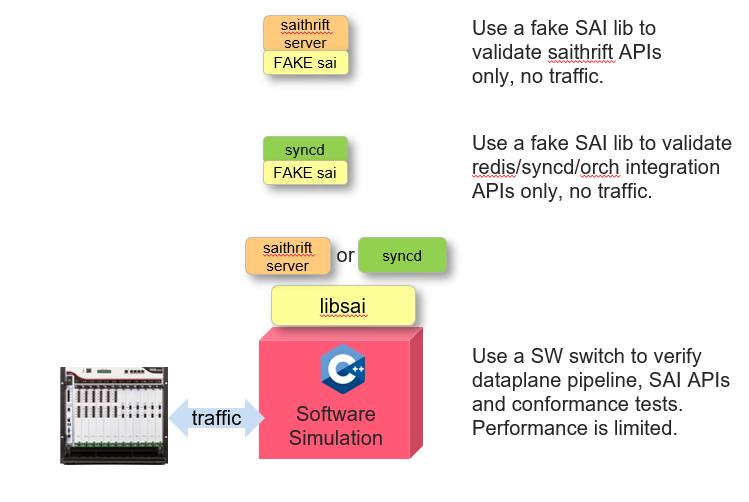 saithrift
server
FAKE sai
Use a fake SAI lib to
validate saithrift APIs
only, no traffic.
syncd
FAKE sai
Use a fake SAI lib to validate
redis/syncd/orch integration
APIs only, no traffic.
saithrift
server
or
syncd
libsai
C++
Software
Simulation
traffic
Use a SW switch to verify
dataplane pipeline, SAI APIs
and conformance tests.
Performance is limited.